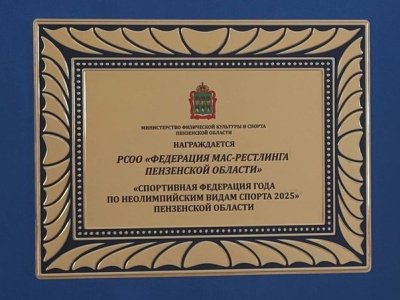 МИНИСТЕРСТВО ФИЗИЧЕСКОЙ КУЛЬТУРЫ И СПОРТА
ПЕНЗЕНСКОЙ ОБЛАСТИ
НАГРАЖДАЕТСЯ
РСОО «ФЕДЕРАЦИЯ МАС-РЕСТЛИНГА
ПЕНЗЕНСКОЙ ОБЛАСТИ»
«СПОРТИВНАЯ ФЕДЕРАЦИЯ ГОДА
ПО НЕОЛИМПИЙСКИМ ВИДАМ СПОРТА 2025»
ПЕНЗЕНСКОЙ ОБЛАСТИ